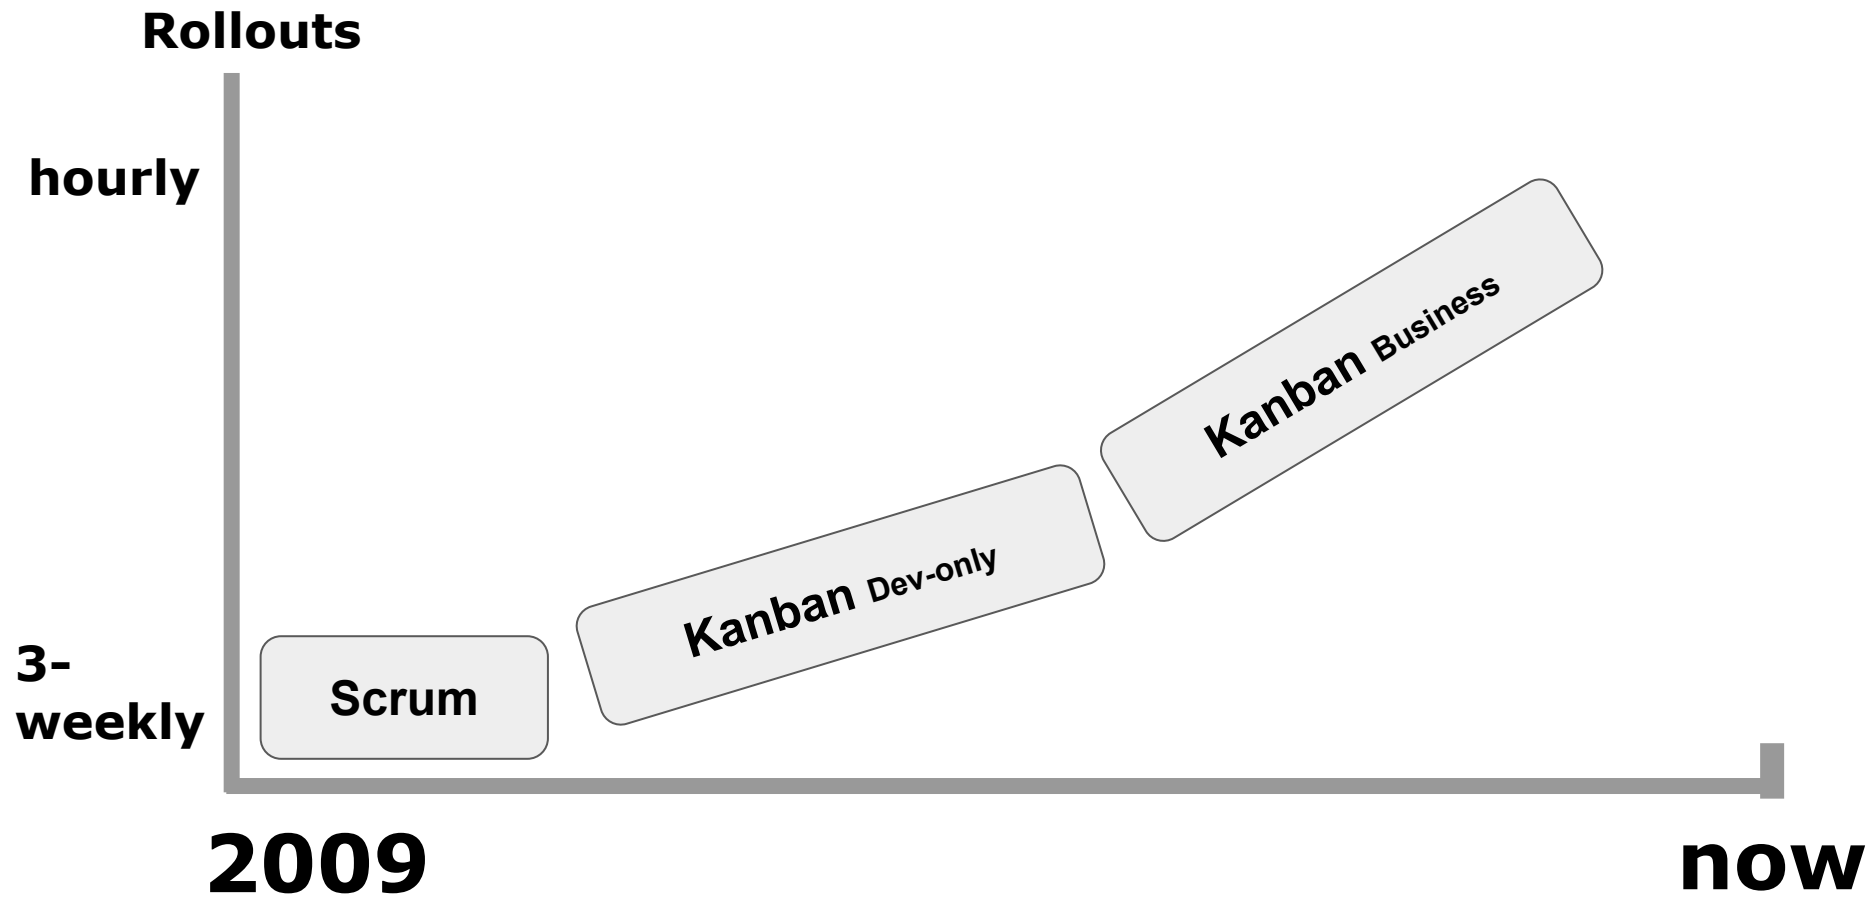 Rollouts
hourly
Kanban Business
Kanban Dev-only
3-
weekly
Scrum
2009
now